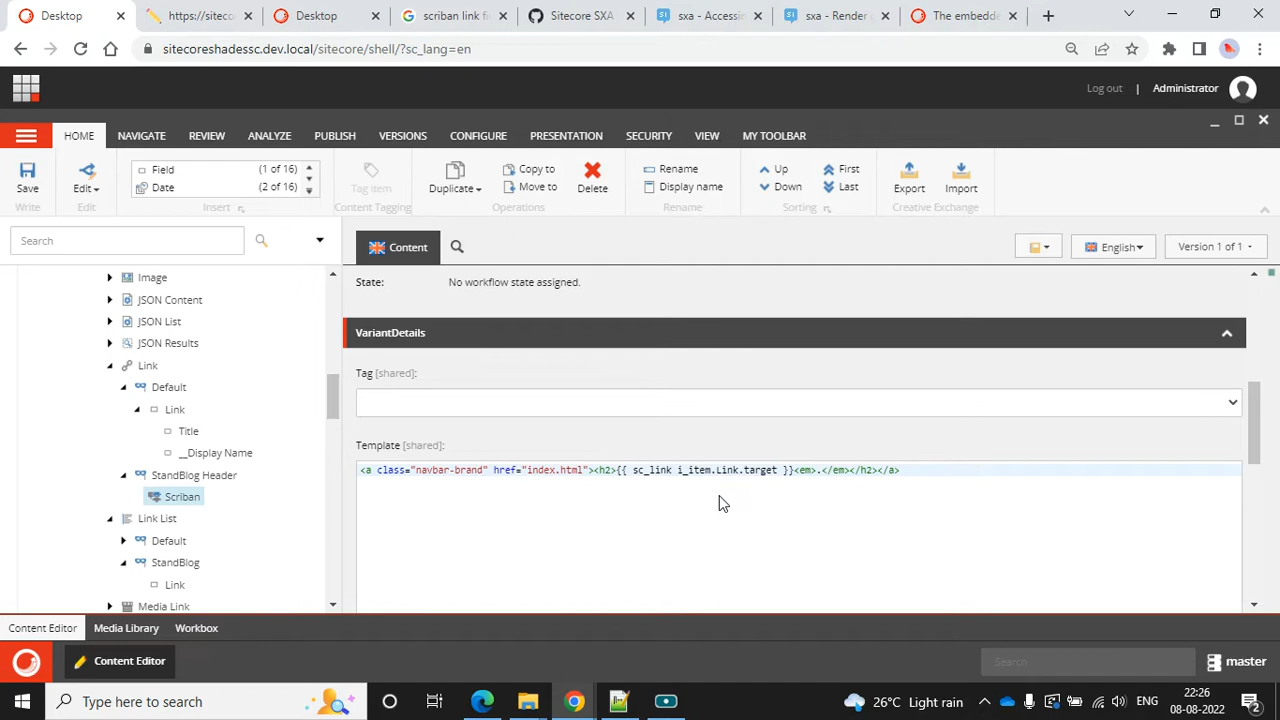 Desktop
https://siteco
Desktop
scriban link fi
Sitecore SXA
sxa - Accessin
sxa - Render
The embedde
sitecoreshadessc.dev.local/sitecore/shell/?sc_lang=en
Log out | Administrator
HOME NAVIGATE REVIEW ANALYZE PUBLISH VERSIONS CONFIGURE PRESENTATION SECURITY VIEW MY TOOLBAR
Save
Write
Edit
Edit
Field (1 of 16)
Date (2 of 16)
Insert
Tag item
Content Tagging
Duplicate
Copy to
Move to
Delete
Operations
Rename
Display name
Rename
Up
Down
First
Last
Sorting
Export
Import
Creative Exchange
Search
Content
English
Version 1 of 1
Image
JSON Content
JSON List
JSON Results
Link
Default
Link
Title
__Display Name
StandBlog Header
Scriban
Link List
Default
StandBlog
Link
Media Link
State: No workflow state assigned.
VariantDetails
Tag [shared]:
Template [shared]:
<a class="navbar-brand" href="index.html"><h2>{{ sc_link i_item.Link.target }}<em>.</em></h2></a>
Content Editor Media Library Workbox
Content Editor
Search
master
Type here to search
26°C Light rain
ENG
22:26
08-08-2022
2